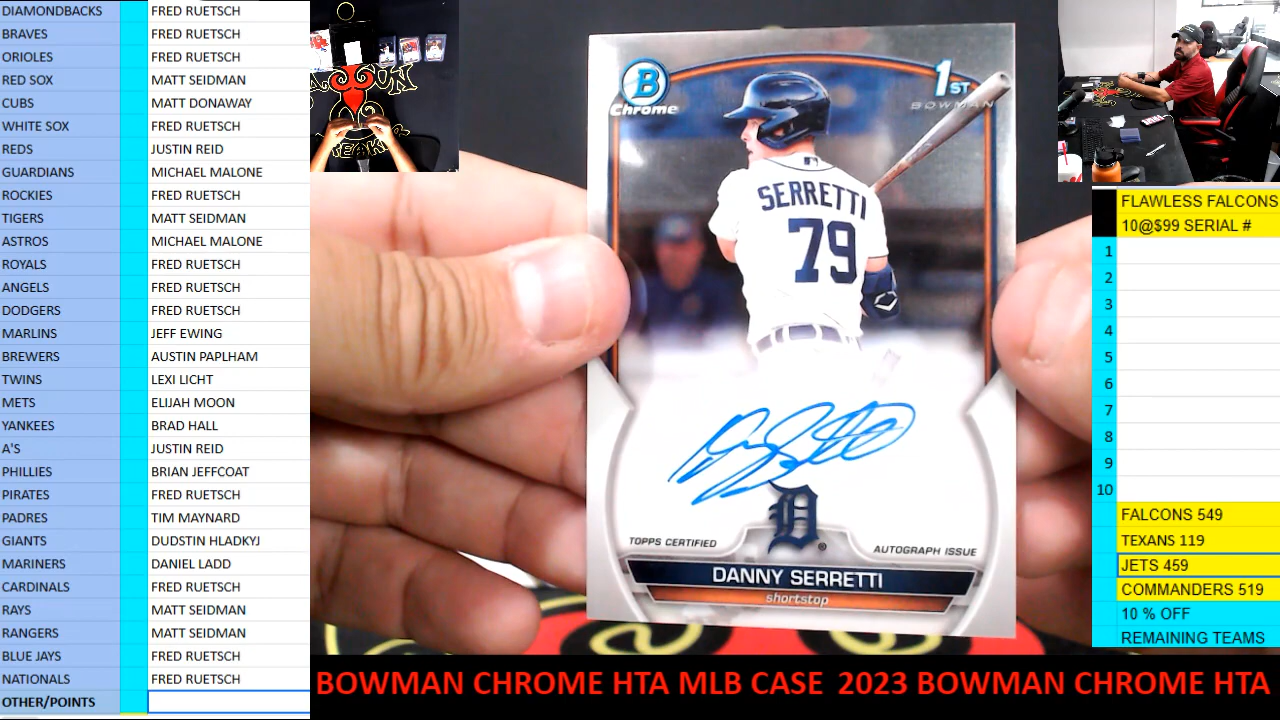 DIAMONDBACKS FRED RUETSCH
BRAVES FRED RUETSCH
ORIOLES FRED RUETSCH
RED SOX MATT SEIDMAN
CUBS MATT DONAWAY
WHITE SOX FRED RUETSCH
REDS JUSTIN REID
GUARDIANS MICHAEL MALONE
ROCKIES FRED RUETSCH
TIGERS MATT SEIDMAN
ASTROS MICHAEL MALONE
ROYALS FRED RUETSCH
ANGELS FRED RUETSCH
DODGERS FRED RUETSCH
MARLINS JEFF EWING
BREWERS AUSTIN PAPLHAM
TWINS LEXI LICHT
METS ELIJAH MOON
YANKEES BRAD HALL
A'S JUSTIN REID
PHILLIES BRIAN JEFFCOAT
PIRATES FRED RUETSCH
PADRES TIM MAYNARD
GIANTS DUDSTIN HLADKYJ
MARINERS DANIEL LADD
CARDINALS FRED RUETSCH
RAYS MATT SEIDMAN
RANGERS MATT SEIDMAN
BLUE JAYS FRED RUETSCH
NATIONALS FRED RUETSCH
OTHER/POINTS
B
Chrome
1ST
BOWMAN
SERRETTI
79
D
TOPPS CERTIFIED
AUTOGRAPH ISSUE
DANNY SERRETTI
shortstop
FLAWLESS FALCONS
10@$99 SERIAL #
1
2
3
4
5
6
7
8
9
10
FALCONS 549
TEXANS 119
JETS 459
COMMANDERS 519
10 % OFF
REMAINING TEAMS
BOWMAN CHROME HTA MLB CASE 2023 BOWMAN CHROME HTA